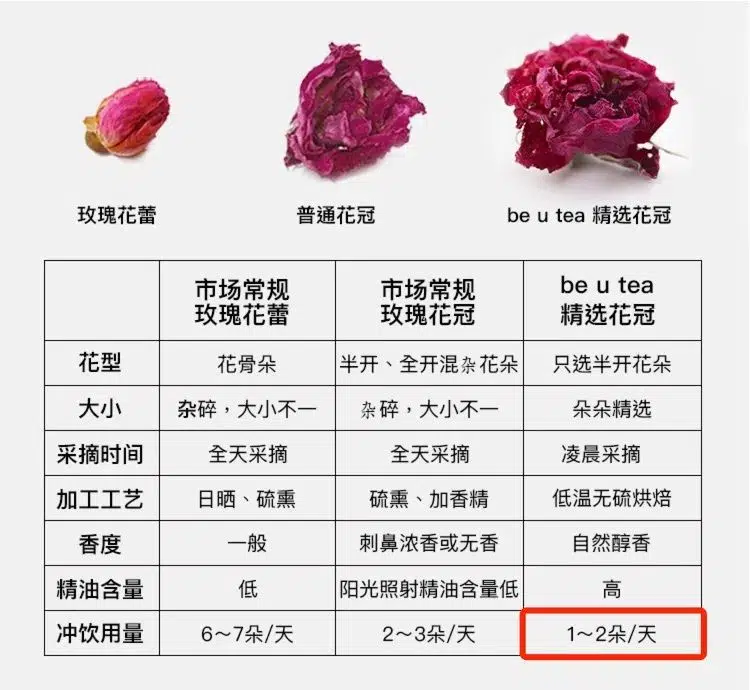 玫瑰花蕾
普通花冠
be u tea 精选花冠
市场常规
玫瑰花蕾
市场常规
玫瑰花冠
be u tea
精选花冠
花型
花骨朵
半开、全开混杂花朵
只选半开花朵
大小
杂碎，大小不一
杂碎，大小不一
朵朵精选
采摘时间
全天采摘
全天采摘
凌晨采摘
加工工艺
日晒、硫熏
硫熏、加香精
低温无硫烘焙
香度
一般
刺鼻浓香或无香
自然醇香
精油含量
低
阳光照射精油含量低
高
冲饮用量
6～7朵/天
2～3朵/天
1～2朵/天